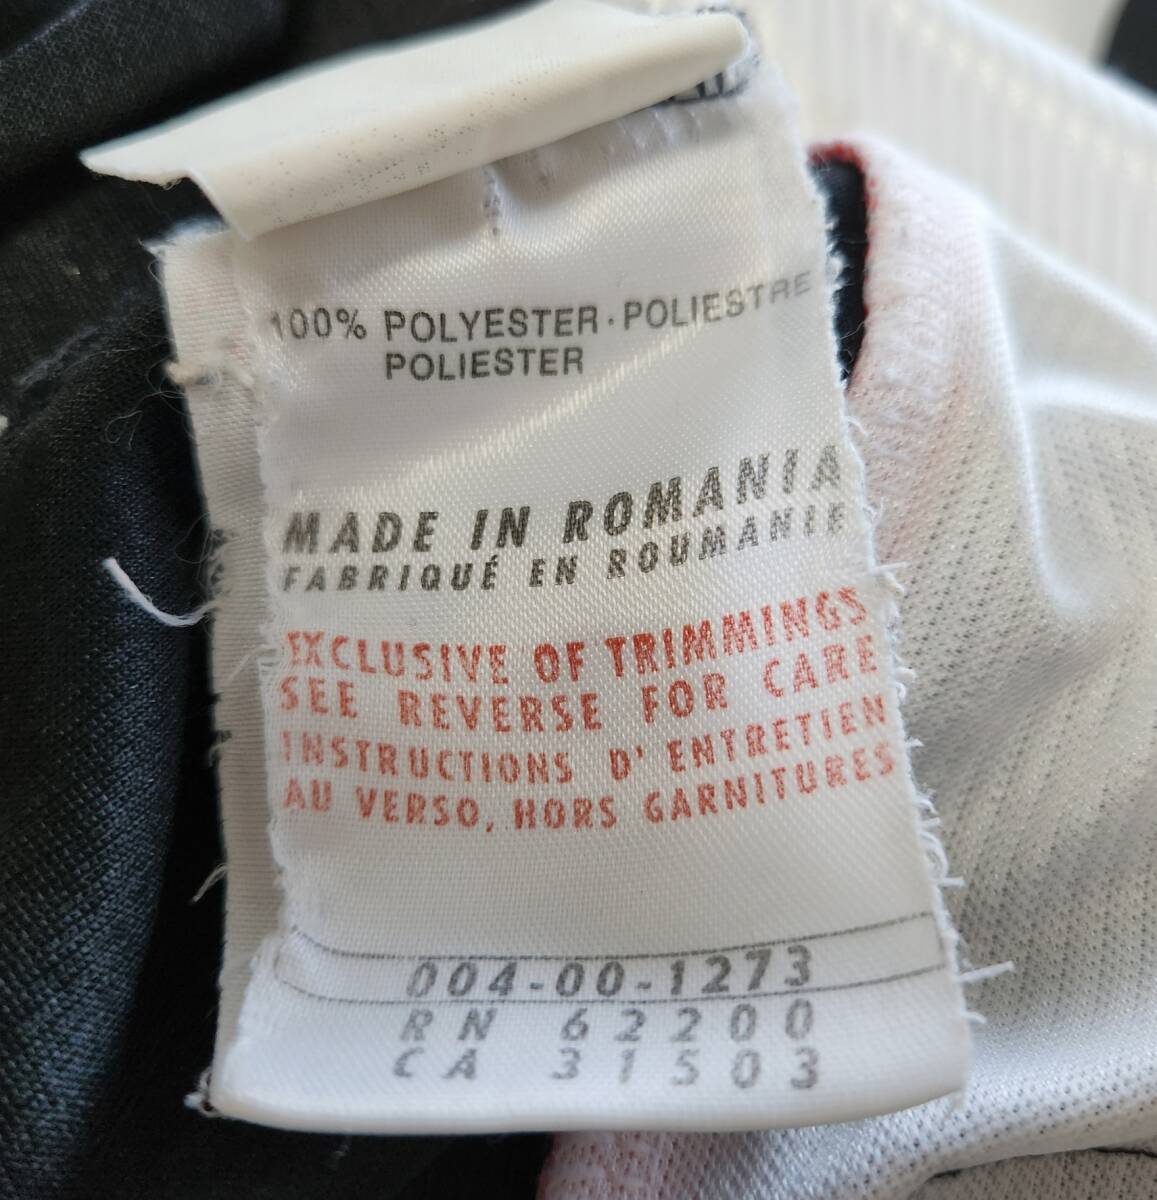 100% POLYESTER · POLIESTRE
POLIESTER
MADE IN ROMANIA
FABRIQUÉ EN ROUMANIE
EXCLUSIVE OF TRIMMINGS
SEE REVERSE FOR CARE
INSTRUCTIONS D'ENTRETIEN
AU VERSO, HORS GARNITURES
004-00-1273
RN 62200
CA 31503